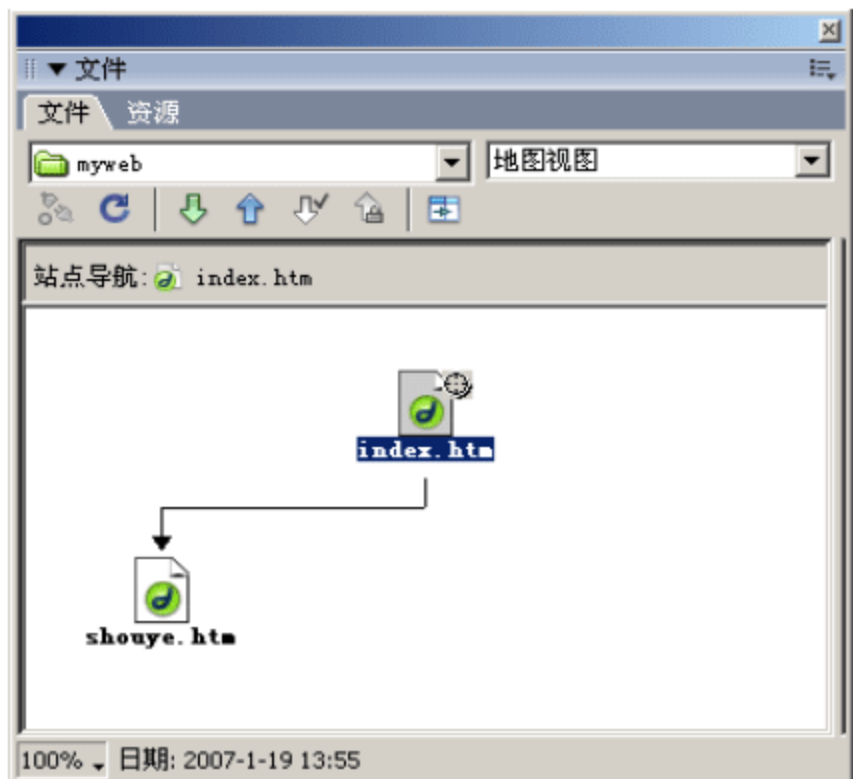 文件
文件 资源
myweb 地图视图
站点导航: index.htm
index.htm
shouye.htm
100% 日期: 2007-1-19 13:55